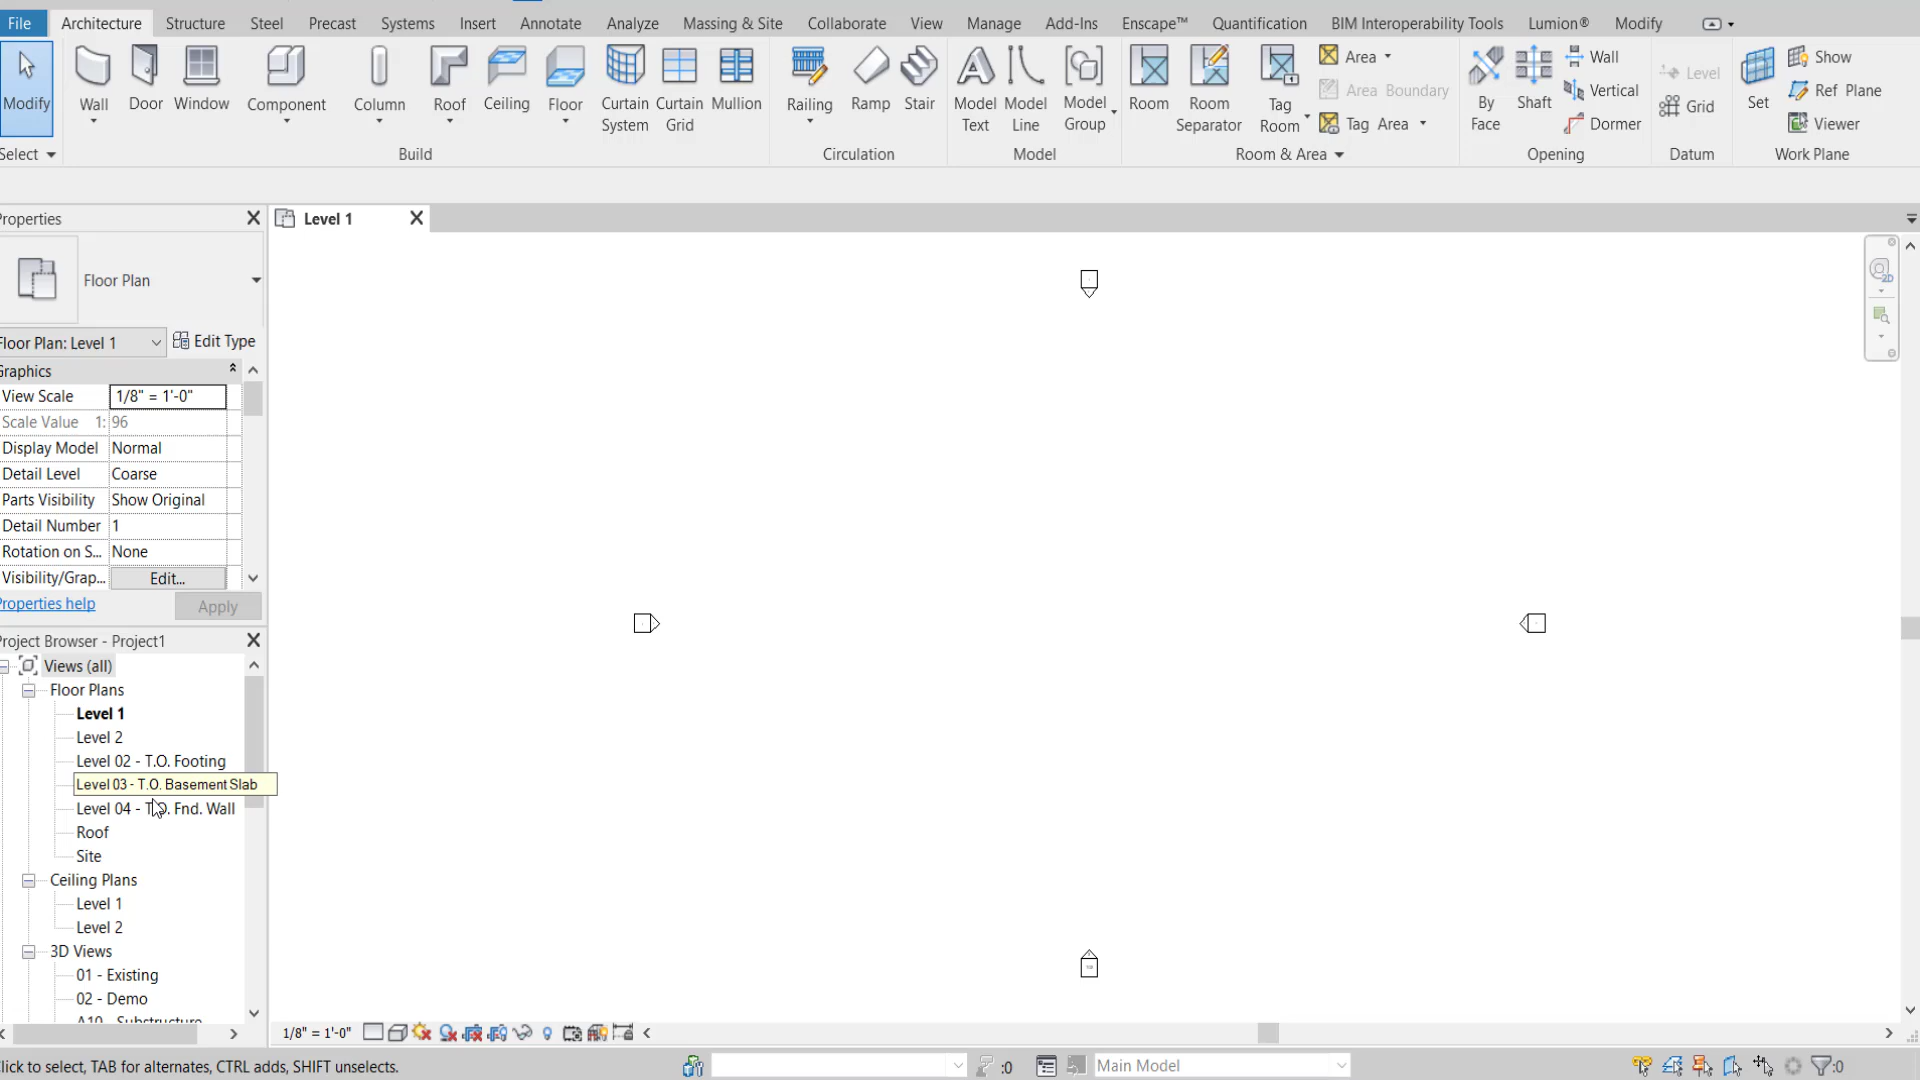 File Architecture Structure Steel Precast Systems Insert Annotate Analyze Massing & Site Collaborate View Manage Add-Ins Enscape™ Quantification BIM Interoperability Tools Lumion® Modify
Modify Wall Door Window Component Column Roof Ceiling Floor Curtain System Curtain Grid Mullion Railing Ramp Stair Model Text Model Line Model Group Room Room Separator Tag Room
Area
Area Boundary
Tag Area
By Face Shaft
Wall
Vertical
Dormer
Level
Grid
Set
Show
Ref Plane
Viewer
Select Build Circulation Model Room & Area Opening Datum Work Plane
Properties
Level 1
Floor Plan
Floor Plan: Level 1 Edit Type
Graphics
View Scale 1/8" = 1'-0"
Scale Value 1: 96
Display Model Normal
Detail Level Coarse
Parts Visibility Show Original
Detail Number 1
Rotation on S... None
Visibility/Grap... Edit...
Properties help Apply
Project Browser - Project1
Views (all)
Floor Plans
Level 1
Level 2
Level 02 - T.O. Footing
Level 03 - T.O. Basement Slab
Level 04 - T.O. Fnd. Wall
Roof
Site
Ceiling Plans
Level 1
Level 2
3D Views
01 - Existing
02 - Demo
A10 - Substructure
2D
1/8" = 1'-0"
Click to select, TAB for alternates, CTRL adds, SHIFT unselects.
:0
Main Model
:0